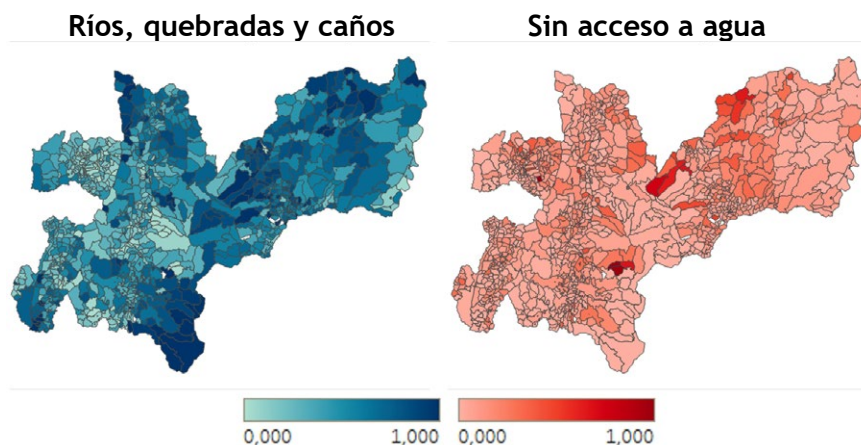 Ríos, quebradas y caños
Sin acceso a agua
0,000 1,000
0,000 1,000